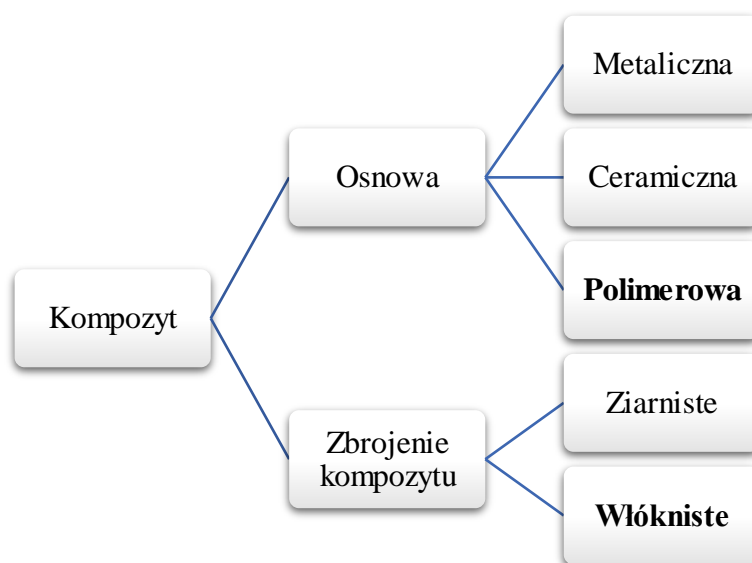 Kompozyt
Osnowa
Metaliczna
Ceramiczna
Polimerowa
Zbrojenie
kompozytu
Ziarniste
Włókniste